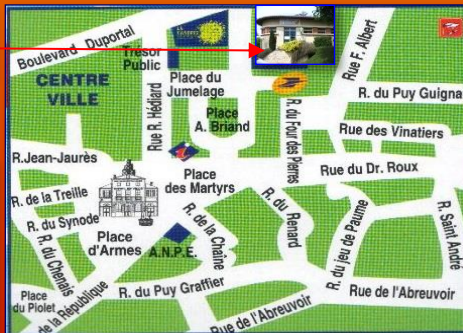 Boulevard Duportal
Trésor
Public
CENTRE
VILLE
Place du
Jumelage
Rue R. Hédiard
Place
A. Briand
Rue F. Albert
R. du Puy Guigna
R. du Four des Pierres
Rue des Vinatiers
R. Jean-Jaurès
Place
des Martyrs
Rue du Dr. Roux
R. de la Treille
R. du Synode
R. du Chenais
Place
d'Armes
A.N.P.E.
R. de la Chaîne
R. du Renard
R. du jeu de Paume
R. Saint André
Place
du Piolet
de la République
R. du Puy Graffier
Rue de l'Abreuvoir
Rue de l'Abreuvoir